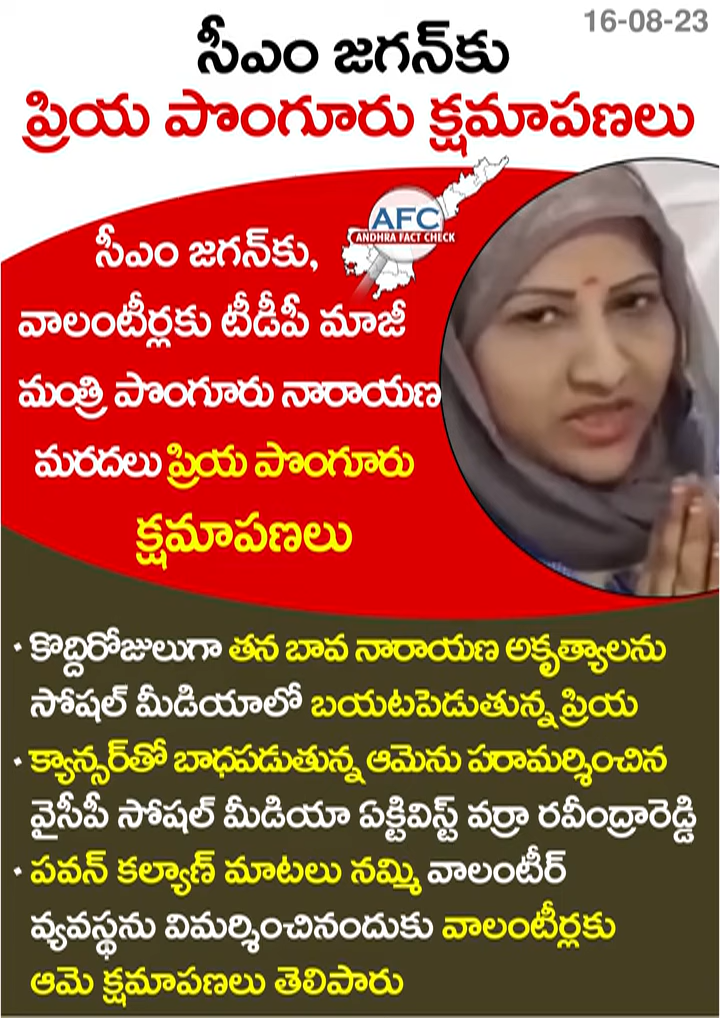 16-08-23
సీఎం జగన్‌కు
ప్రియ పొంగూరు క్షమాపణలు
AFC
ANDHRA FACT CHECK
సీఎం జగన్‌కు,
వాలంటీర్లకు టీడీపీ మాజీ
మంత్రి పొంగూరు నారాయణ
మరదలు ప్రియ పొంగూరు
క్షమాపణలు
· కొద్దిరోజులుగా తన బావ నారాయణ అకృత్యాలను
సోషల్ మీడియాలో బయటపెడుతున్న ప్రియ
· క్యాన్సర్‌తో బాధపడుతున్న ఆమెను పరామర్శించిన
వైసీపీ సోషల్ మీడియా ఏక్టివిస్ట్ వర్రా రవీంద్రారెడ్డి
· పవన్ కల్యాణ్ మాటలు నమ్మి వాలంటీర్
వ్యవస్థను విమర్శించినందుకు వాలంటీర్లకు
ఆమె క్షమాపణలు తెలిపారు